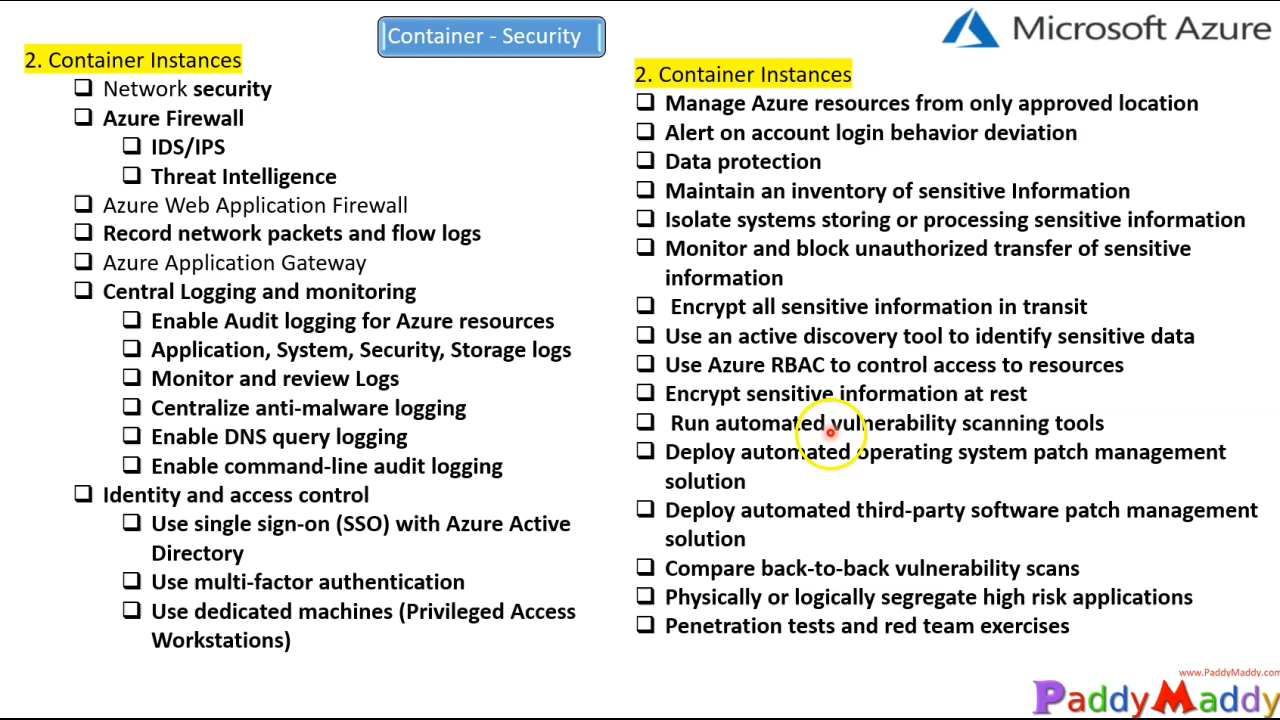 Container - Security
Microsoft Azure
2. Container Instances
Network security
Azure Firewall
IDS/IPS
Threat Intelligence
Azure Web Application Firewall
Record network packets and flow logs
Azure Application Gateway
Central Logging and monitoring
Enable Audit logging for Azure resources
Application, System, Security, Storage logs
Monitor and review Logs
Centralize anti-malware logging
Enable DNS query logging
Enable command-line audit logging
Identity and access control
Use single sign-on (SSO) with Azure Active
Directory
Use multi-factor authentication
Use dedicated machines (Privileged Access
Workstations)
2. Container Instances
Manage Azure resources from only approved location
Alert on account login behavior deviation
Data protection
Maintain an inventory of sensitive Information
Isolate systems storing or processing sensitive information
Monitor and block unauthorized transfer of sensitive
information
Encrypt all sensitive information in transit
Use an active discovery tool to identify sensitive data
Use Azure RBAC to control access to resources
Encrypt sensitive information at rest
Run automated vulnerability scanning tools
Deploy automated operating system patch management
solution
Deploy automated third-party software patch management
solution
Compare back-to-back vulnerability scans
Physically or logically segregate high risk applications
Penetration tests and red team exercises
www.PaddyMaddy.com
PaddyMaddy